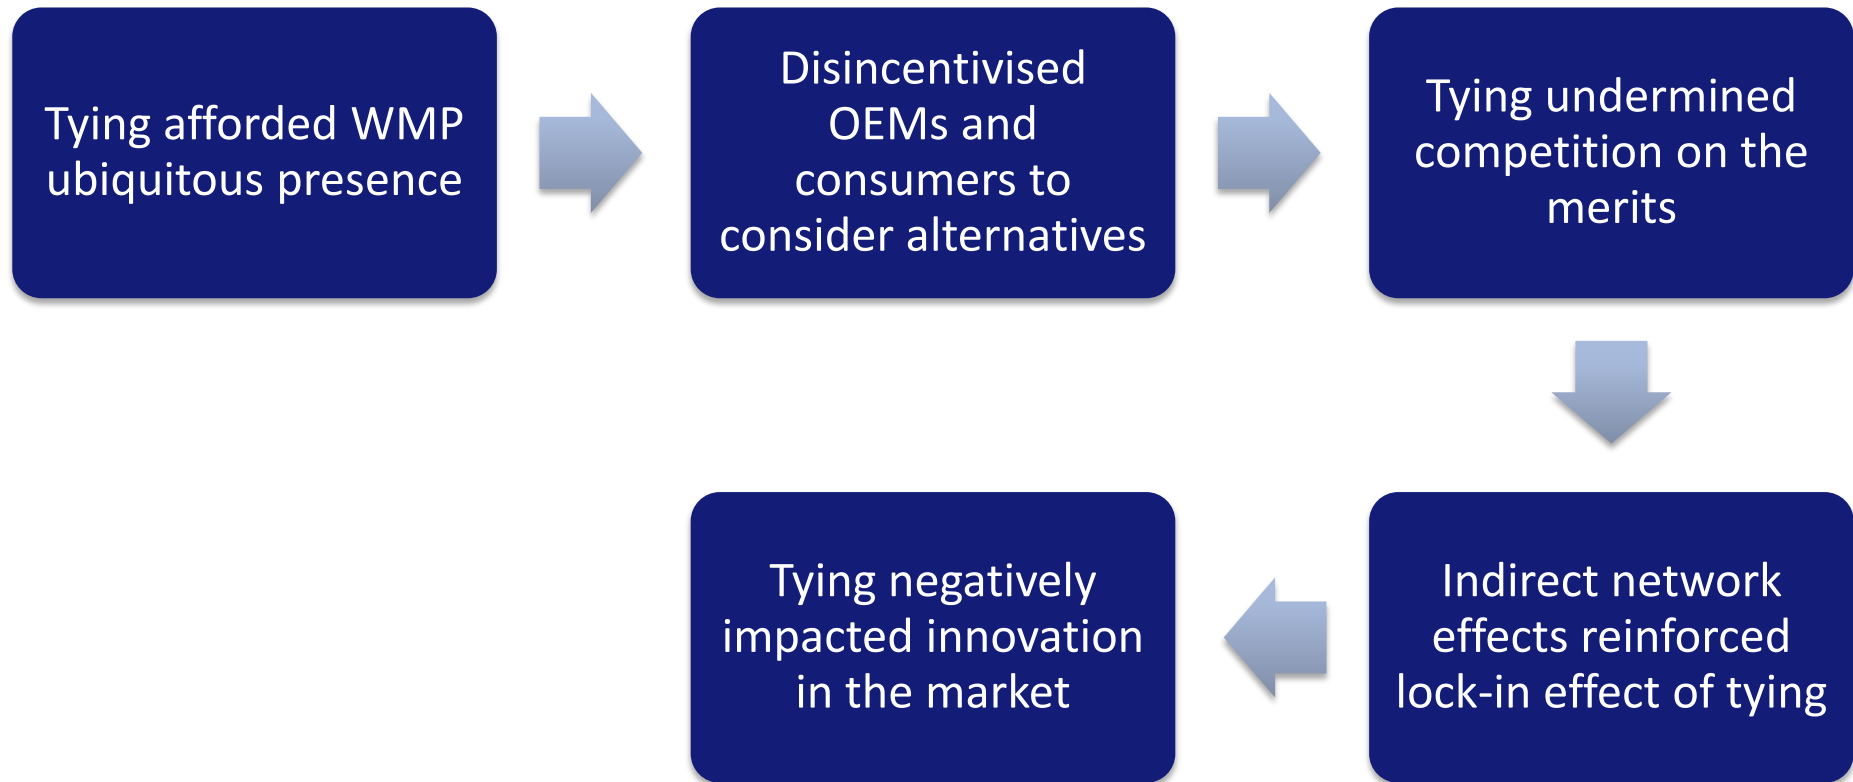 Tying afforded WMP
ubiquitous presence
Disincentivised
OEMs and
consumers to
consider alternatives
Tying undermined
competition on the
merits
Indirect network
effects reinforced
lock-in effect of tying
Tying negatively
impacted innovation
in the market